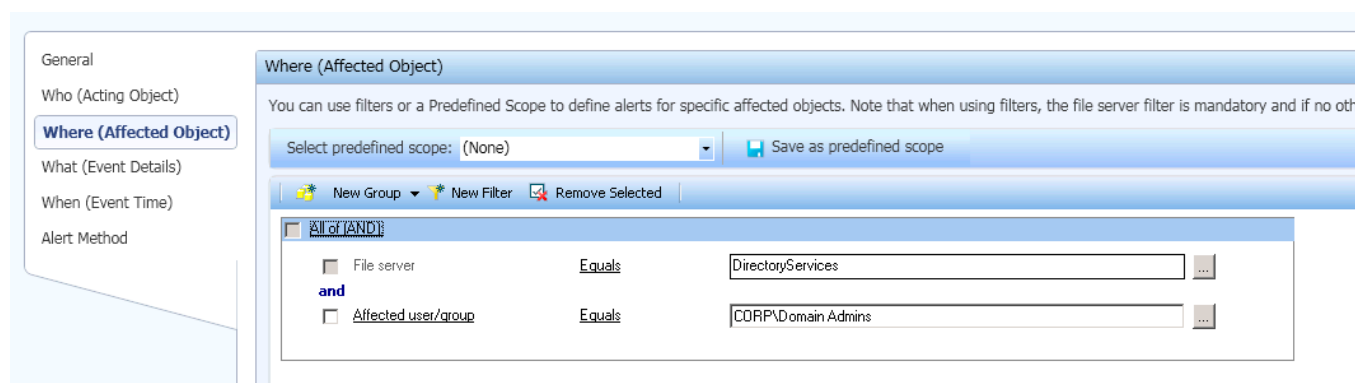 General
Who (Acting Object)
Where (Affected Object)
What (Event Details)
When (Event Time)
Alert Method
Where (Affected Object)
You can use filters or a Predefined Scope to define alerts for specific affected objects. Note that when using filters, the file server filter is mandatory and if no oth
Select predefined scope: (None) Save as predefined scope
New Group New Filter Remove Selected
All of [AND]:
File server Equals DirectoryServices ...
and
Affected user/group Equals CORP\Domain Admins ...